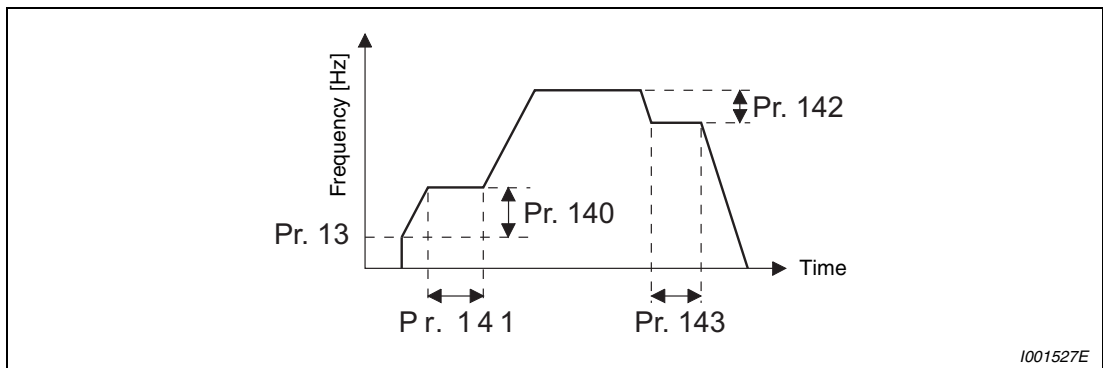 Frequency [Hz]
Pr. 142
Pr. 140
Pr. 13
Time
Pr. 141
Pr. 143
I001527E